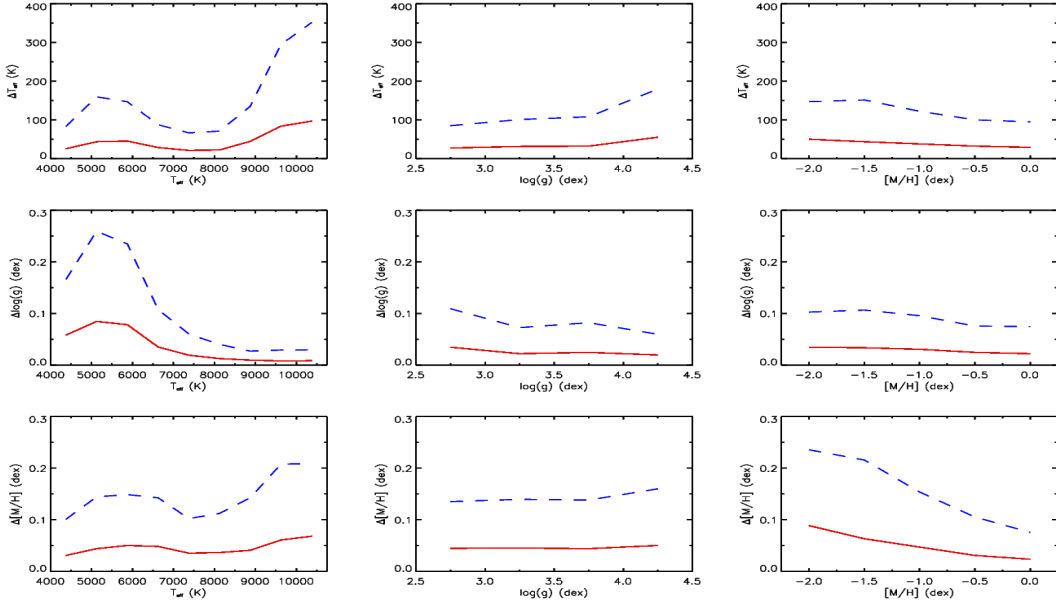 400 300 200 100 0
ΔT_eff (K)
4000 5000 6000 7000 8000 9000 10000
T_eff (K)
400 300 200 100 0
ΔT_eff (K)
2.5 3.0 3.5 4.0 4.5
log(g) (dex)
400 300 200 100 0
ΔT_eff (K)
−2.0 −1.5 −1.0 −0.5 0.0
[M/H] (dex)
0.3 0.2 0.1 0.0
Δlog(g) (dex)
4000 5000 6000 7000 8000 9000 10000
T_eff (K)
0.3 0.2 0.1 0.0
Δlog(g) (dex)
2.5 3.0 3.5 4.0 4.5
log(g) (dex)
0.3 0.2 0.1 0.0
Δlog(g) (dex)
−2.0 −1.5 −1.0 −0.5 0.0
[M/H] (dex)
0.3 0.2 0.1 0.0
Δ[M/H] (dex)
4000 5000 6000 7000 8000 9000 10000
T_eff (K)
0.3 0.2 0.1 0.0
Δ[M/H] (dex)
2.5 3.0 3.5 4.0 4.5
log(g) (dex)
0.3 0.2 0.1 0.0
Δ[M/H] (dex)
−2.0 −1.5 −1.0 −0.5 0.0
[M/H] (dex)